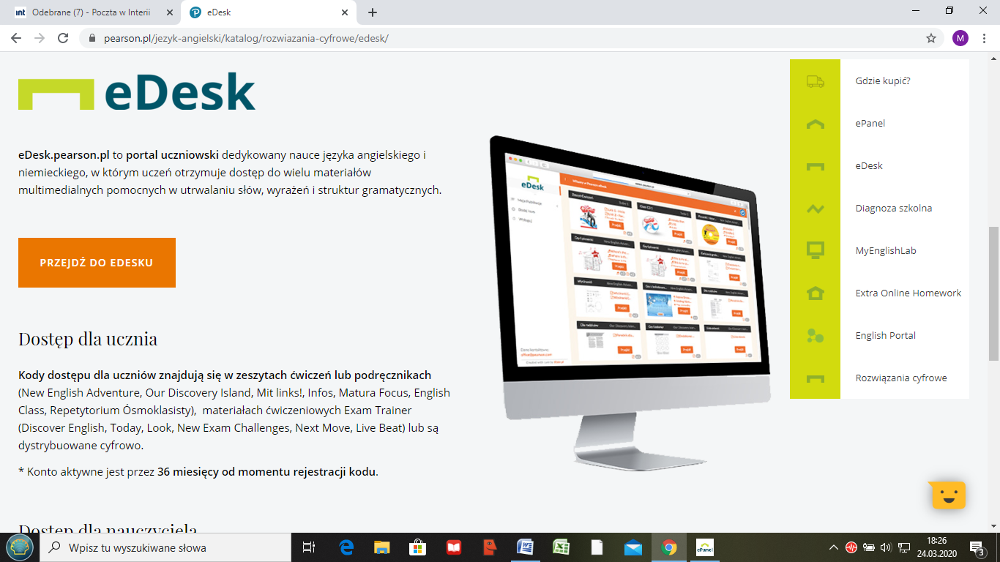 Odebrane (7) - Poczta w Interii
eDesk
pearson.pl/jezyk-angielski/katalog/rozwiazania-cyfrowe/edesk/
M
eDesk
eDesk.pearson.pl to portal uczniowski dedykowany nauce języka angielskiego i
niemieckiego, w którym uczeń otrzymuje dostęp do wielu materiałów
multimedialnych pomocnych w utrwalaniu słów, wyrażeń i struktur gramatycznych.
PRZEJDŹ DO EDESKU
Dostęp dla ucznia
Kody dostępu dla uczniów znajdują się w zeszytach ćwiczeń lub podręcznikach
(New English Adventure, Our Discovery Island, Mit links!, Infos, Matura Focus, English
Class, Repetytorium Ósmoklasisty), materiałach ćwiczeniowych Exam Trainer
(Discover English, Today, Look, New Exam Challenges, Next Move, Live Beat) lub są
dystrybuowane cyfrowo.
* Konto aktywne jest przez 36 miesięcy od momentu rejestracji kodu.
Dostęp dla nauczyciela
eDesk
Gdzie kupić?
ePanel
eDesk
Diagnoza szkolna
MyEnglishLab
Extra Online Homework
English Portal
Rozwiązania cyfrowe
Wpisz tu wyszukiwane słowa
ePanel
18:26
24.03.2020
3